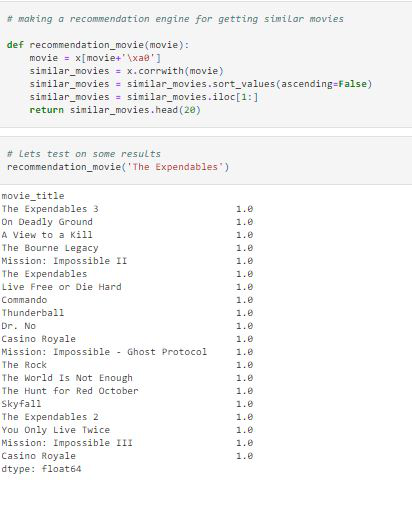 # making a recommendation engine for getting similar movies
def recommendation_movie(movie):
    movie = x[movie+'\xa0']
    similar_movies = x.corrwith(movie)
    similar_movies = similar_movies.sort_values(ascending=False)
    similar_movies = similar_movies.iloc[1:]
    return similar_movies.head(20)
# Lets test on some results
recommendation_movie('The Expendables')
movie_title
The Expendables 3 1.0
On Deadly Ground 1.0
A View to a Kill 1.0
The Bourne Legacy 1.0
Mission: Impossible II 1.0
The Expendables 1.0
Live Free or Die Hard 1.0
Commando 1.0
Thunderball 1.0
Dr. No 1.0
Casino Royale 1.0
Mission: Impossible - Ghost Protocol 1.0
The Rock 1.0
The World Is Not Enough 1.0
The Hunt for Red October 1.0
Skyfall 1.0
The Expendables 2 1.0
You Only Live Twice 1.0
Mission: Impossible III 1.0
Casino Royale 1.0
dtype: float64